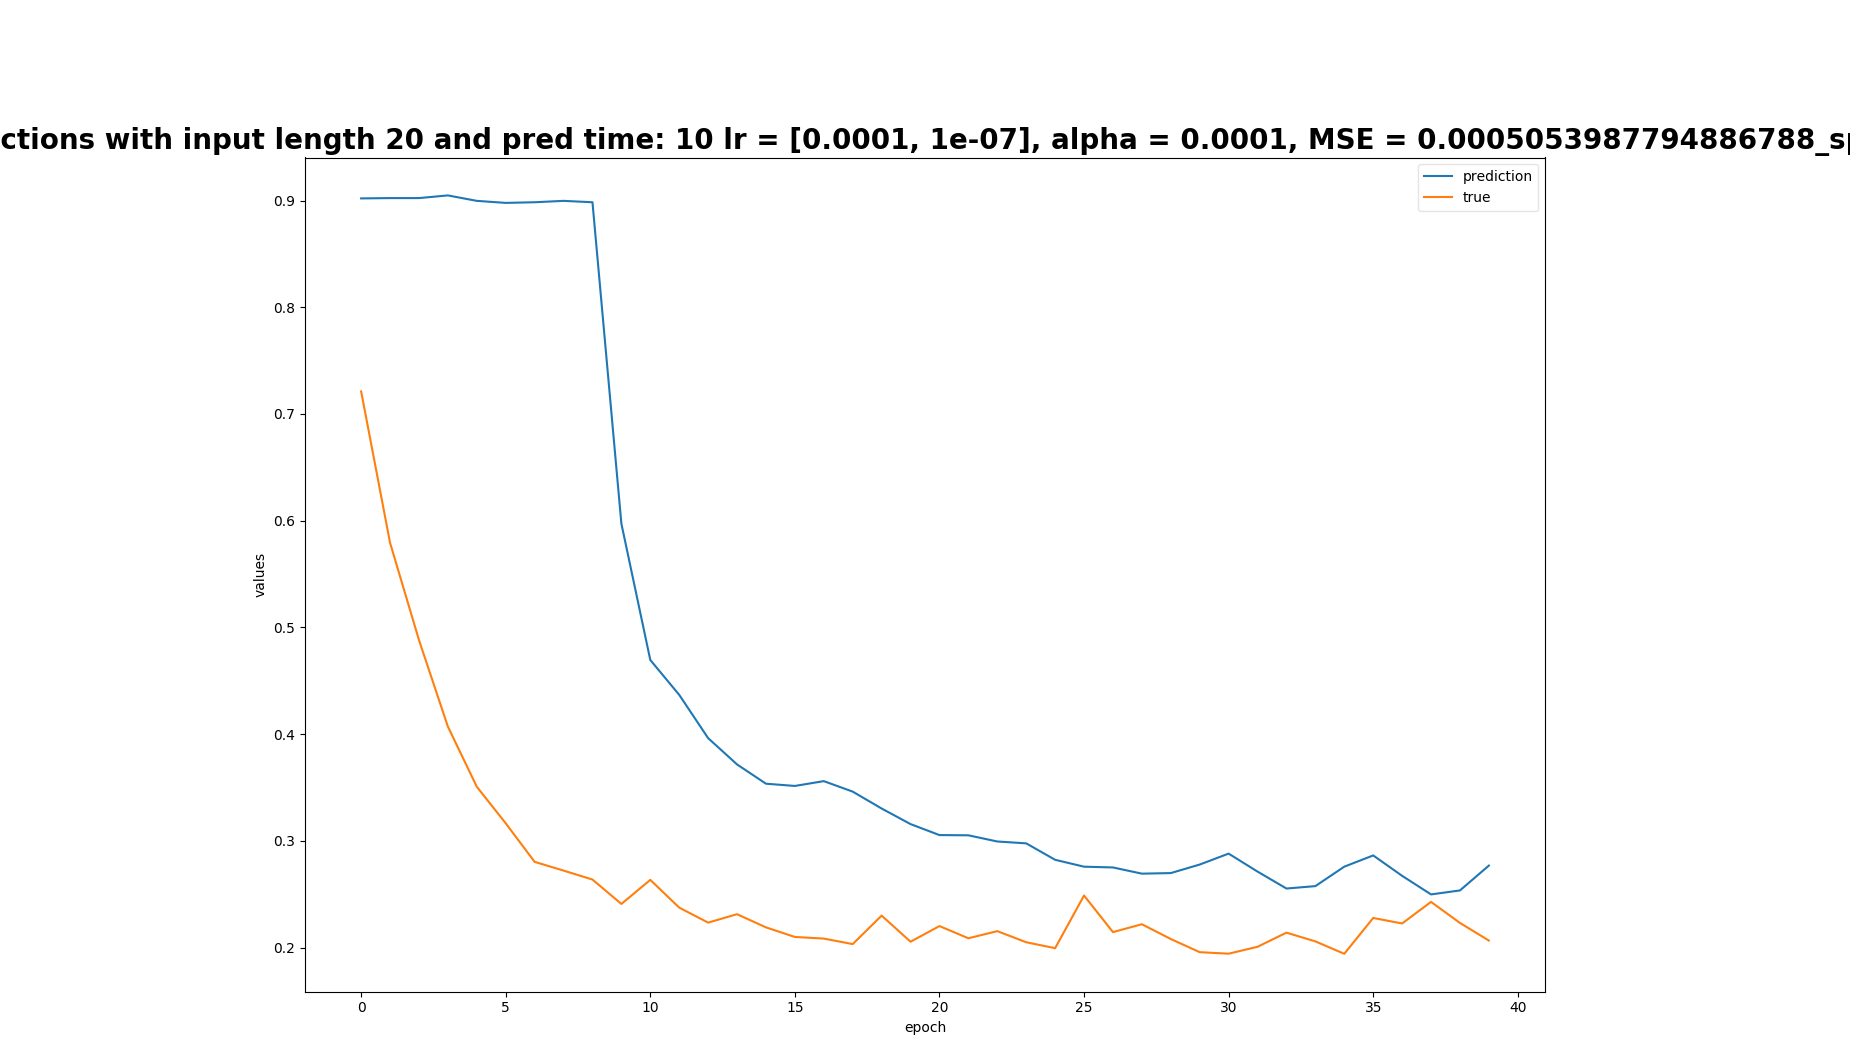 ctions with input length 20 and pred time: 10 lr = [0.0001, 1e-07], alpha = 0.0001, MSE = 0.0005053987794886788_sp
prediction
true
0.9
0.8
0.7
0.6
0.5
0.4
0.3
0.2
values
0 5 10 15 20 25 30 35 40
epoch